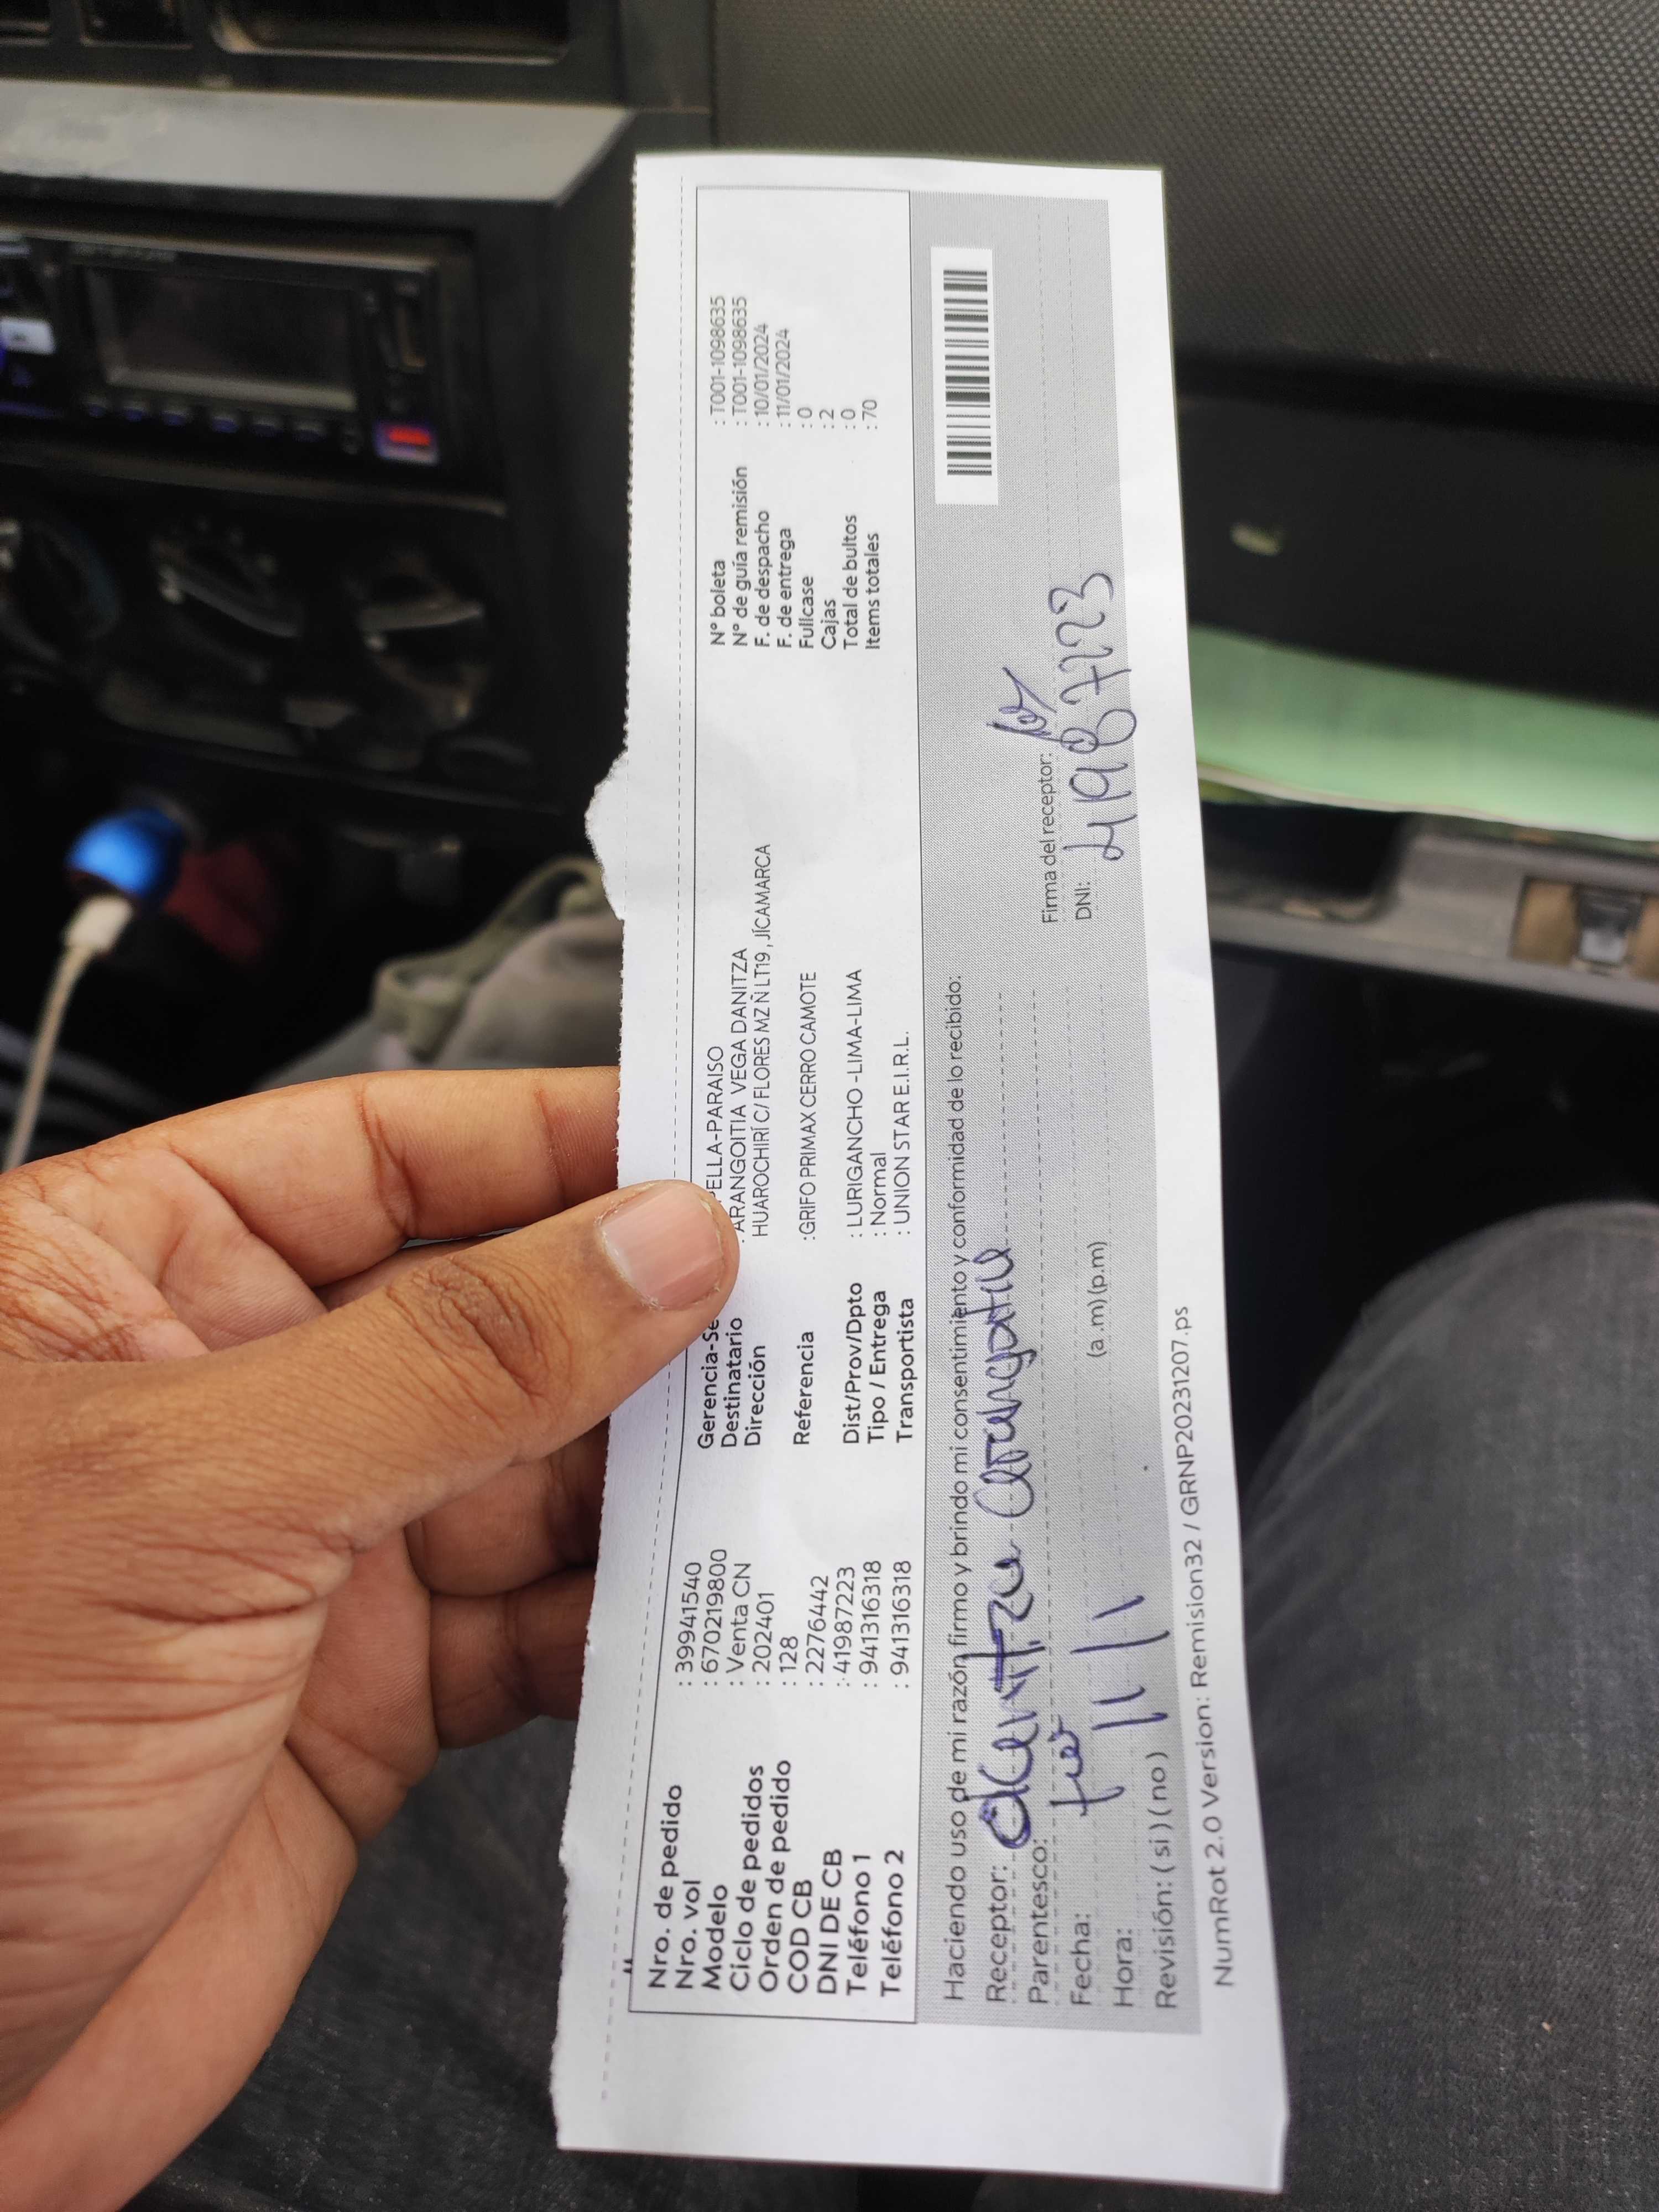 Nro. de pedido : 39941540
Nro. vol : 670219800
Modelo : Venta CN
Ciclo de pedidos : 202401
Orden de pedido : 128
COD CB : 22764442
DNI DE CB : 41987223
Teléfono 1 : 941316318
Teléfono 2 : 941316318
Gerencia-Se ELLA-PARAISO
Destinatario : ARANGOITIA VEGA DANITZA
Dirección HUAROCHIRÍ C/ FLORES MZ Ñ LT19 , JÍCAMARCA
Referencia :GRIFO PRIMAX CERRO CAMOTE
Dist/Prov/Dpto : LURIGANCHO -LIMA-LIMA
Tipo / Entrega : Normal
Transportista : UNION STAR E.I.R.L.
N° boleta : T001-1098635
N° de guía remisión : T001-1098635
F. de despacho : 10/01/2024
F. de entrega : 11/01/2024
Fullcase : 0
Cajas : 2
Total de bultos : 0
Items totales : 70
Haciendo uso de mi razón firmo y brindo mi consentimiento y conformidad de lo recibido:
Receptor: Danitza Arangoitia
Parentesco:
Fecha: 11
Hora: (a .m) (p.m)
Revisión: ( si ) ( no )
Firma del receptor:
DNI: 41987223
NumRot 2.0 Version: Remision32 / GRNP20231207.ps